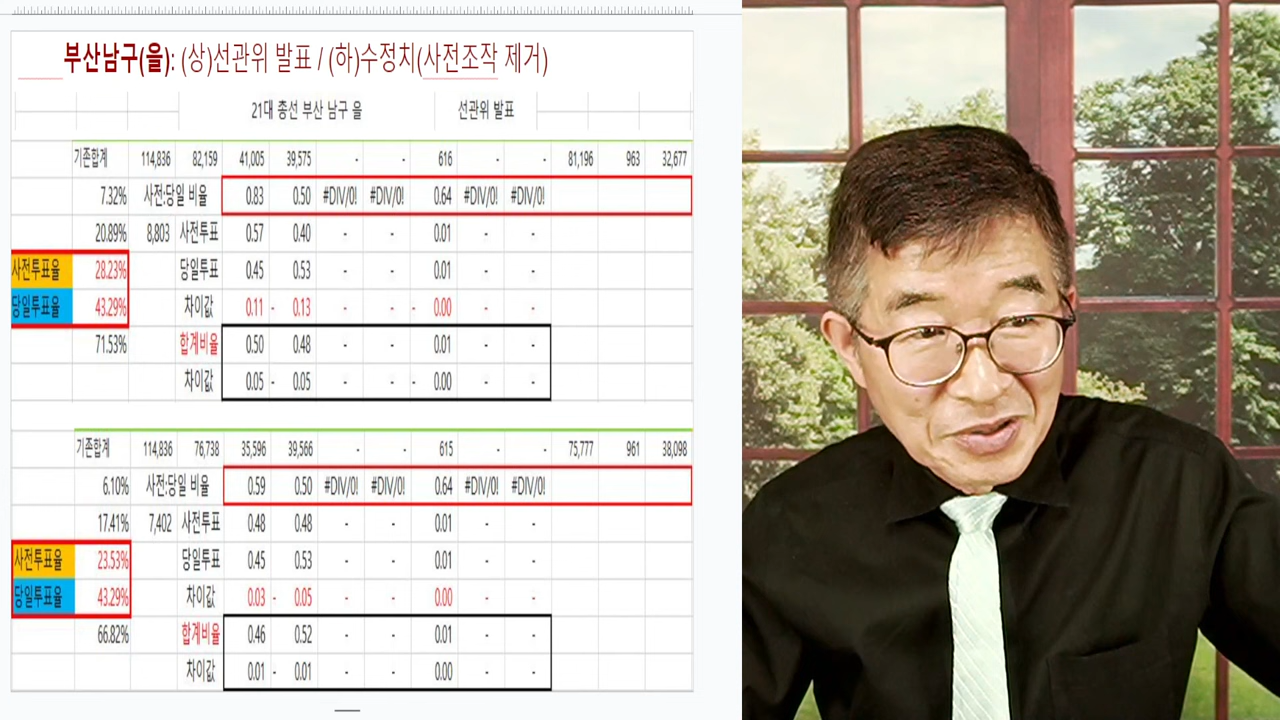 부산남구(을): (상)선관위 발표 / (하)수정치(사전조작 제거)
21대 총선 부산 남구 을 선관위 발표
기존합계 114,836 82,159 41,005 39,575 - - 616 - - 81,196 963 32,677
7.32% 사전:당일 비율 0.83 0.50 #DIV/0! #DIV/0! 0.64 #DIV/0! #DIV/0!
20.89% 8,803 사전투표 0.57 0.40 - - 0.01 - -
사전투표율 28.23% 당일투표 0.45 0.53 - - 0.01 - -
당일투표율 43.29% 차이값 0.11 - 0.13 - - - 0.00 - -
71.53% 합계비율 0.50 0.48 - - 0.01 - -
차이값 0.05 - 0.05 - - - 0.00 - -
기존합계 114,836 76,738 35,596 39,566 - - 615 - - 75,777 961 38,098
6.10% 사전:당일 비율 0.59 0.50 #DIV/0! #DIV/0! 0.64 #DIV/0! #DIV/0!
17.41% 7,402 사전투표 0.48 0.48 - - 0.01 - -
사전투표율 23.53% 당일투표 0.45 0.53 - - 0.01 - -
당일투표율 43.29% 차이값 0.03 - 0.05 - - 0.00 - -
66.82% 합계비율 0.46 0.52 - - 0.01 - -
차이값 0.01 - 0.01 - - 0.00 - -